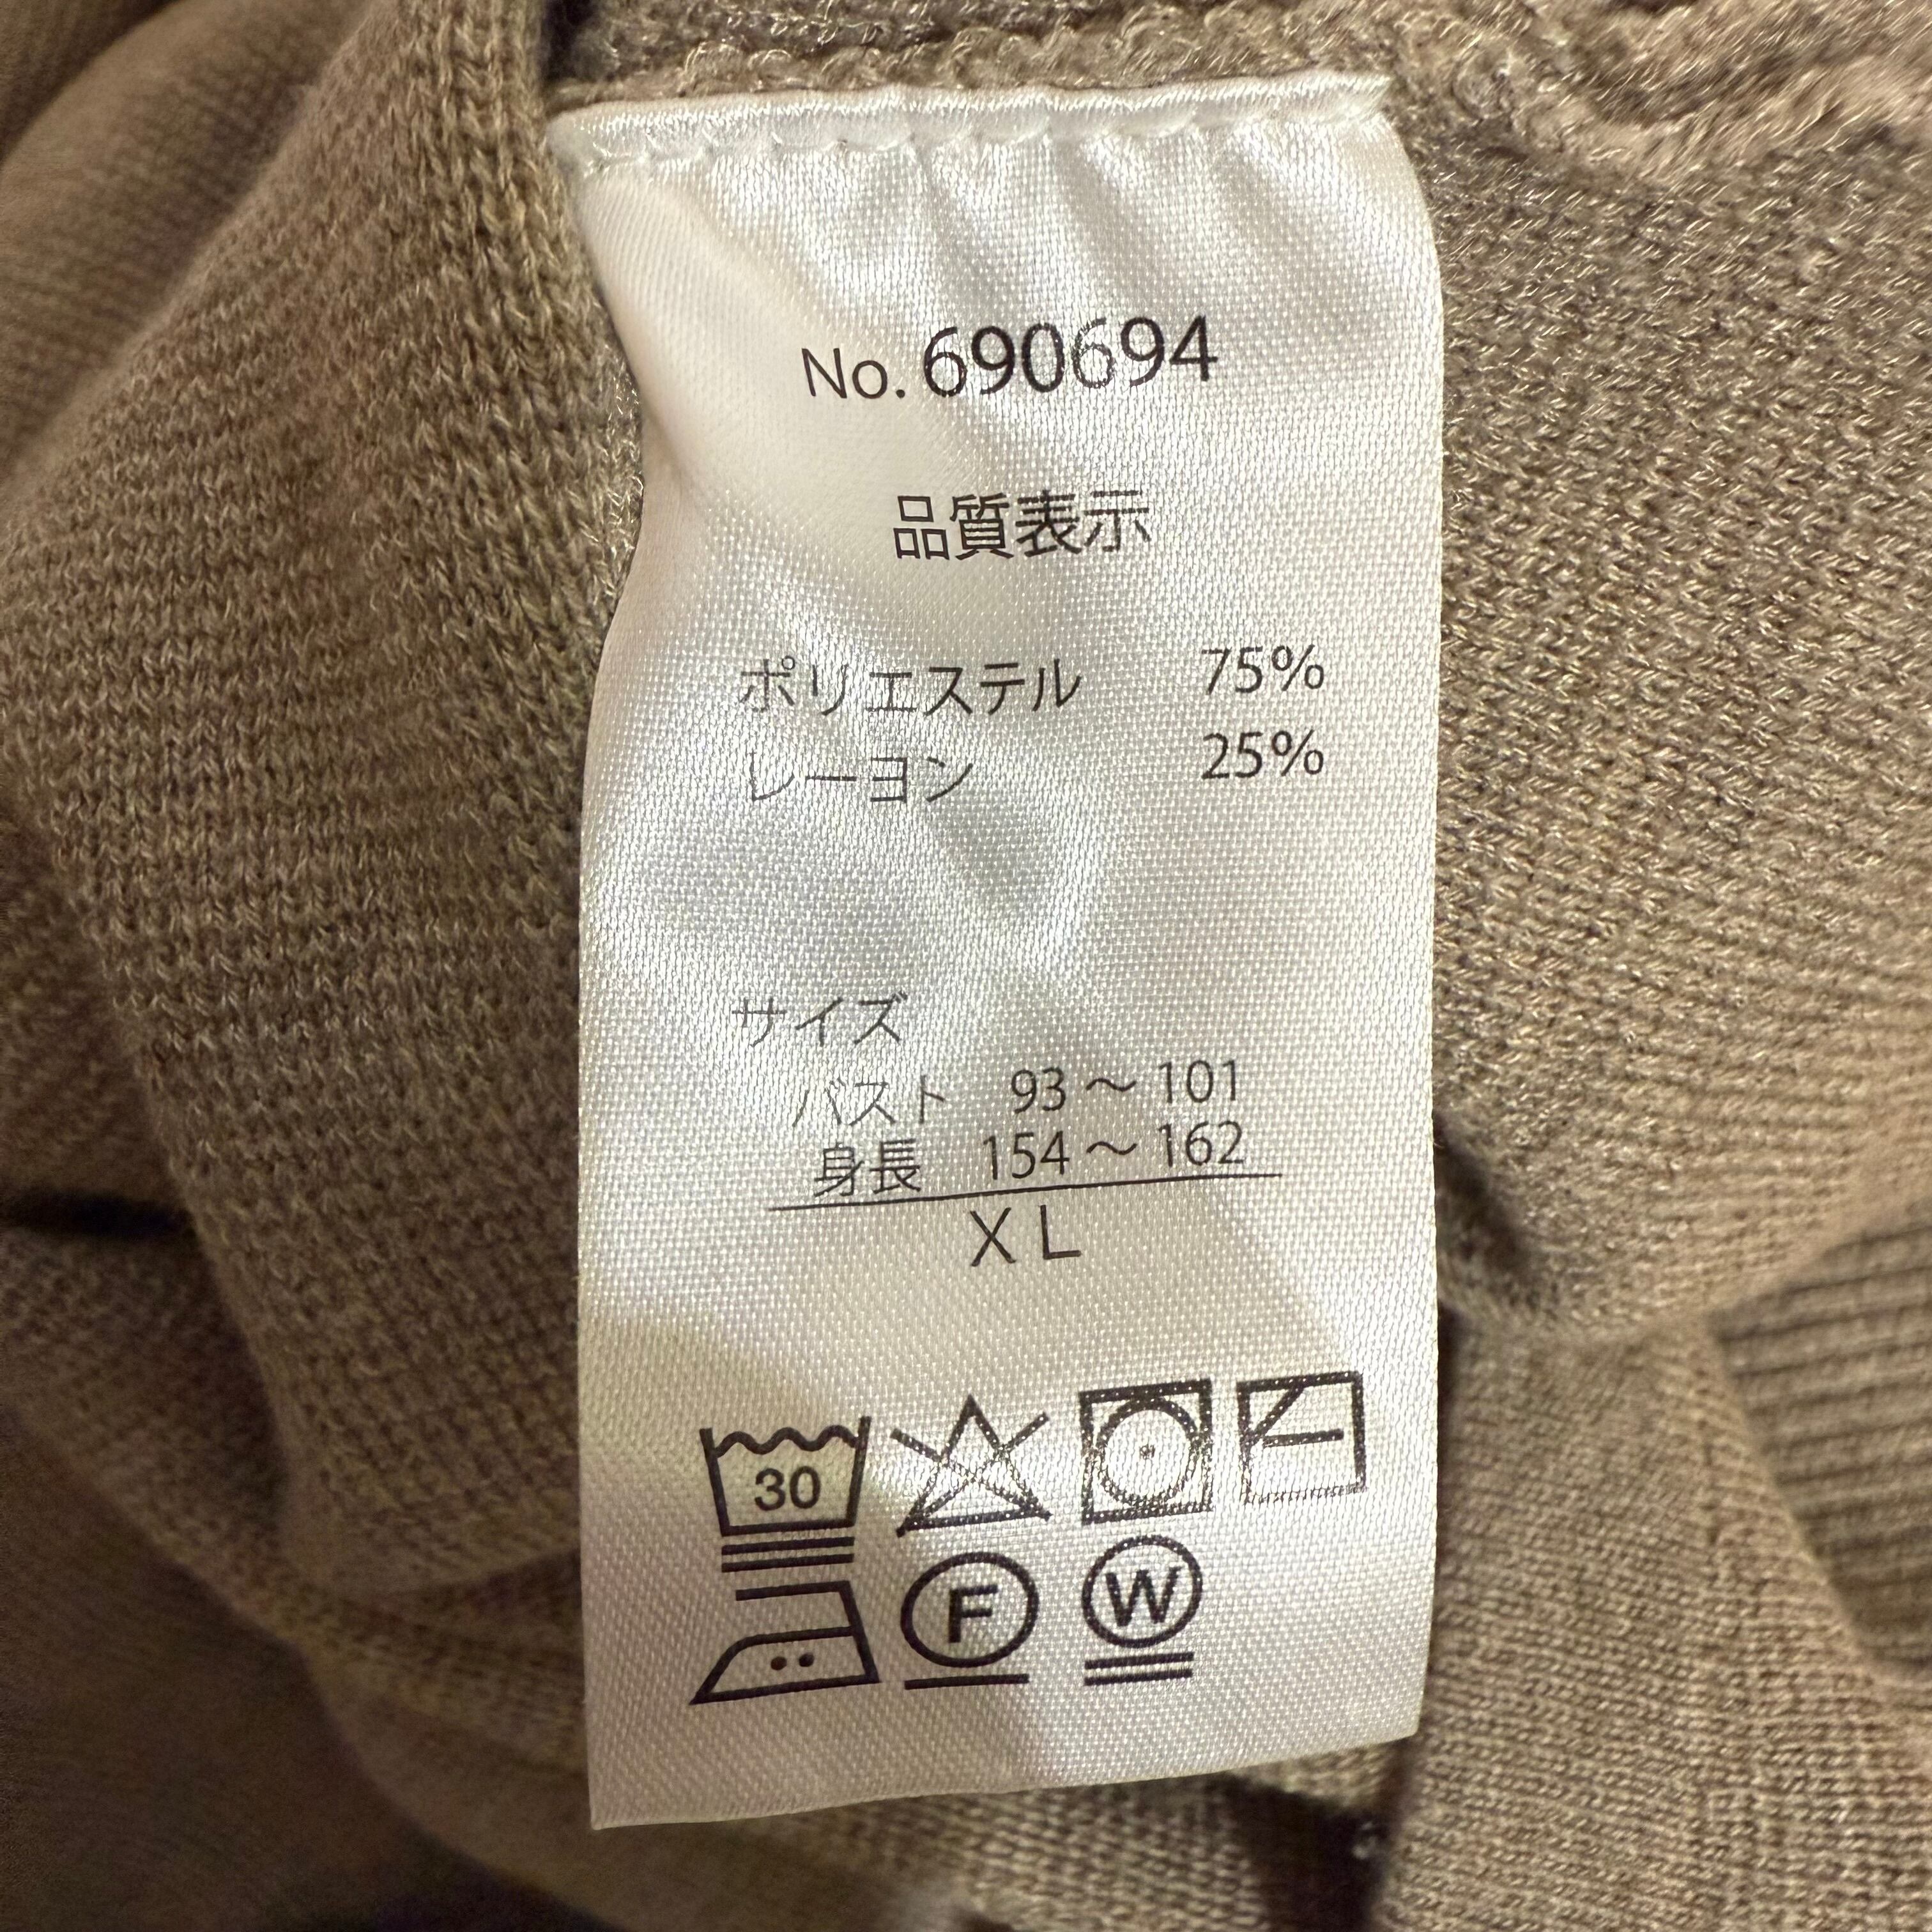 No. 690694
品質表示
ポリエステル 75%
レーヨン 25%
サイズ
バスト 93～101
身長 154～162
XL
30
F W